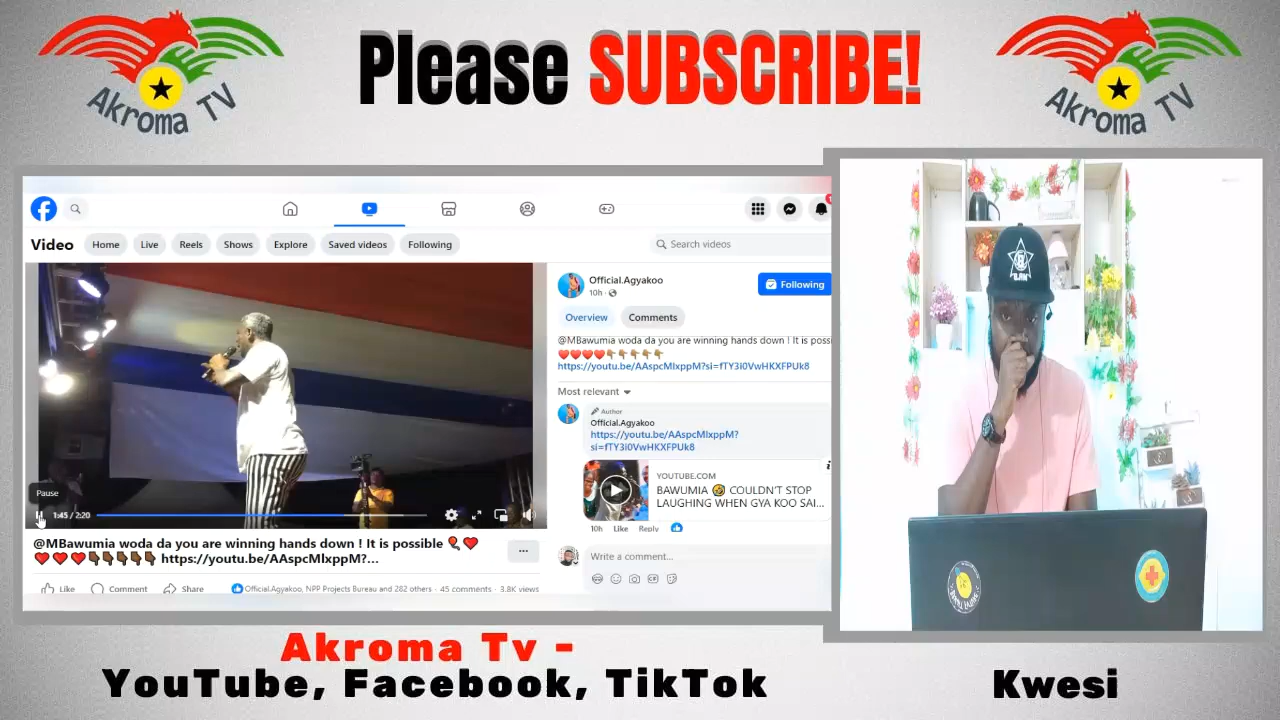 Akroma TV
Please SUBSCRIBE!
Akroma TV
Video
Home
Live
Reels
Shows
Explore
Saved videos
Following
Search videos
Official.Agyakoo
10h ·
Following
Overview
Comments
@MBawumia woda da you are winning hands down ! It is possi
https://youtu.be/AAspcMIxppM?si=fTY3i0VwHKXFPUk8
Most relevant
Author
Official.Agyakoo
https://youtu.be/AAspcMIxppM?
si=fTY3i0VwHKXFPUk8
YOUTUBE.COM
BAWUMIA 🤣 COULDN'T STOP
LAUGHING WHEN GYA KOO SAI...
10h Like Reply
Write a comment...
Pause
1:45 / 2:20
@MBawumia woda da you are winning hands down ! It is possible 🎈❤️
❤️❤️❤️👇🏾👇🏾👇🏾👇🏾👇🏾 https://youtu.be/AAspcMIxppM?...
Like
Comment
Share
Official.Agyakoo, NPP Projects Bureau and 282 others · 45 comments · 3.8K views
Akroma Tv -
YouTube, Facebook, TikTok
Kwesi